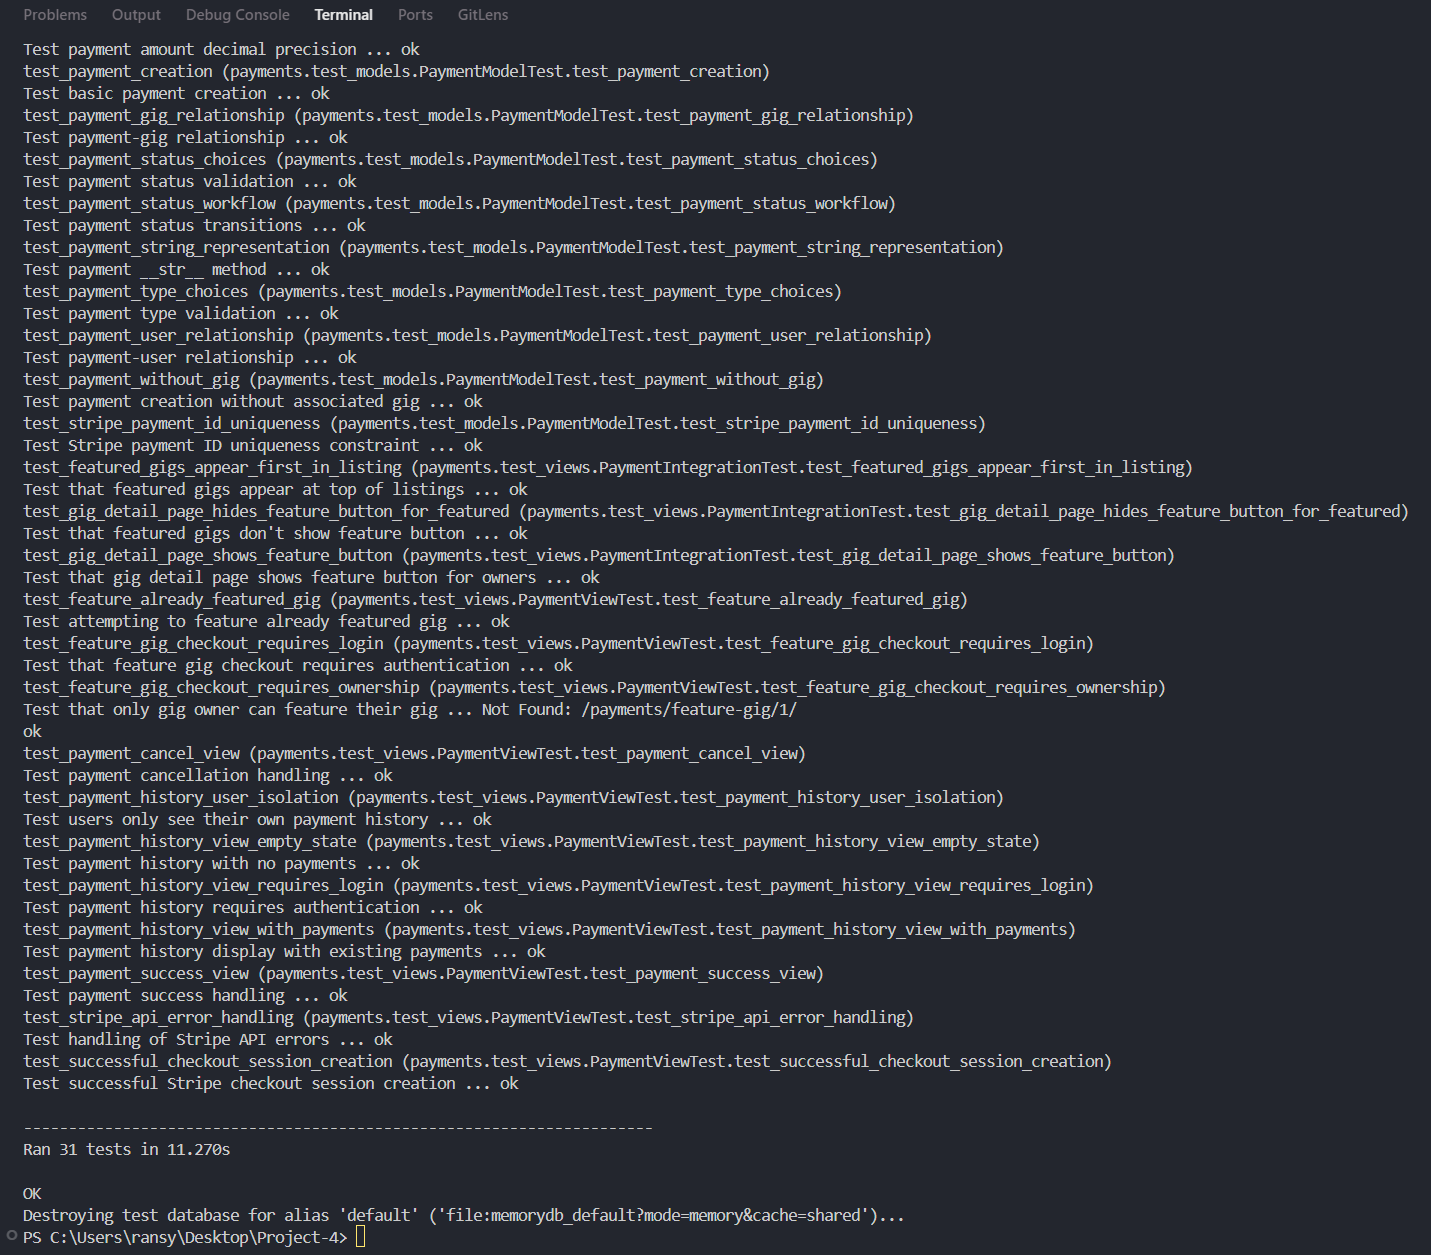 Problems Output Debug Console Terminal Ports GitLens
Test payment amount decimal precision ... ok
test_payment_creation (payments.test_models.PaymentModelTest.test_payment_creation)
Test basic payment creation ... ok
test_payment_gig_relationship (payments.test_models.PaymentModelTest.test_payment_gig_relationship)
Test payment-gig relationship ... ok
test_payment_status_choices (payments.test_models.PaymentModelTest.test_payment_status_choices)
Test payment status validation ... ok
test_payment_status_workflow (payments.test_models.PaymentModelTest.test_payment_status_workflow)
Test payment status transitions ... ok
test_payment_string_representation (payments.test_models.PaymentModelTest.test_payment_string_representation)
Test payment __str__ method ... ok
test_payment_type_choices (payments.test_models.PaymentModelTest.test_payment_type_choices)
Test payment type validation ... ok
test_payment_user_relationship (payments.test_models.PaymentModelTest.test_payment_user_relationship)
Test payment-user relationship ... ok
test_payment_without_gig (payments.test_models.PaymentModelTest.test_payment_without_gig)
Test payment creation without associated gig ... ok
test_stripe_payment_id_uniqueness (payments.test_models.PaymentModelTest.test_stripe_payment_id_uniqueness)
Test Stripe payment ID uniqueness constraint ... ok
test_featured_gigs_appear_first_in_listing (payments.test_views.PaymentIntegrationTest.test_featured_gigs_appear_first_in_listing)
Test that featured gigs appear at top of listings ... ok
test_gig_detail_page_hides_feature_button_for_featured (payments.test_views.PaymentIntegrationTest.test_gig_detail_page_hides_feature_button_for_featured)
Test that featured gigs don't show feature button ... ok
test_gig_detail_page_shows_feature_button (payments.test_views.PaymentIntegrationTest.test_gig_detail_page_shows_feature_button)
Test that gig detail page shows feature button for owners ... ok
test_feature_already_featured_gig (payments.test_views.PaymentViewTest.test_feature_already_featured_gig)
Test attempting to feature already featured gig ... ok
test_feature_gig_checkout_requires_login (payments.test_views.PaymentViewTest.test_feature_gig_checkout_requires_login)
Test that feature gig checkout requires authentication ... ok
test_feature_gig_checkout_requires_ownership (payments.test_views.PaymentViewTest.test_feature_gig_checkout_requires_ownership)
Test that only gig owner can feature their gig ... Not Found: /payments/feature-gig/1/
ok
test_payment_cancel_view (payments.test_views.PaymentViewTest.test_payment_cancel_view)
Test payment cancellation handling ... ok
test_payment_history_user_isolation (payments.test_views.PaymentViewTest.test_payment_history_user_isolation)
Test users only see their own payment history ... ok
test_payment_history_view_empty_state (payments.test_views.PaymentViewTest.test_payment_history_view_empty_state)
Test payment history with no payments ... ok
test_payment_history_view_requires_login (payments.test_views.PaymentViewTest.test_payment_history_view_requires_login)
Test payment history requires authentication ... ok
test_payment_history_view_with_payments (payments.test_views.PaymentViewTest.test_payment_history_view_with_payments)
Test payment history display with existing payments ... ok
test_payment_success_view (payments.test_views.PaymentViewTest.test_payment_success_view)
Test payment success handling ... ok
test_stripe_api_error_handling (payments.test_views.PaymentViewTest.test_stripe_api_error_handling)
Test handling of Stripe API errors ... ok
test_successful_checkout_session_creation (payments.test_views.PaymentViewTest.test_successful_checkout_session_creation)
Test successful Stripe checkout session creation ... ok
----------------------------------------------------------------------
Ran 31 tests in 11.270s
OK
Destroying test database for alias 'default' ('file:memorydb_default?mode=memory&cache=shared')...
PS C:\Users\ransy\Desktop\Project-4>